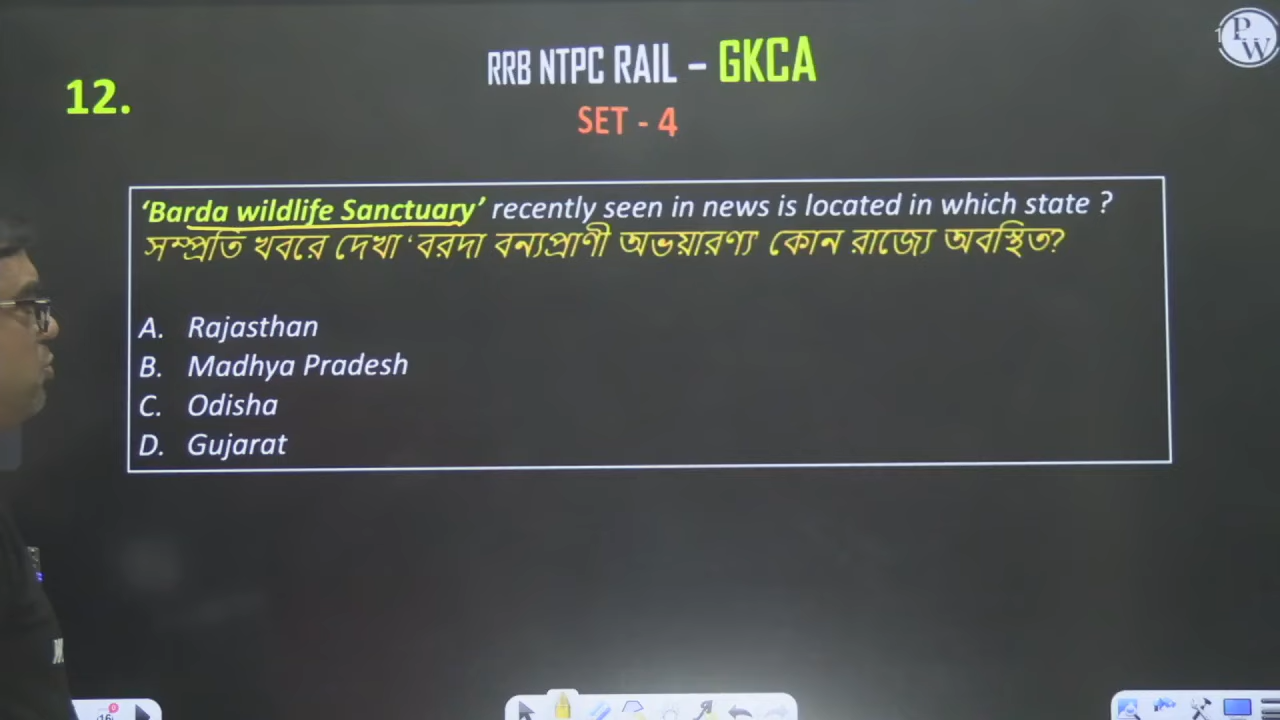 PW
RRB NTPC RAIL – GKCA
12.
SET - 4
‘Barda wildlife Sanctuary’ recently seen in news is located in which state ?
সম্প্রতি খবরে দেখা ‘বরদা বন্যপ্রাণী অভয়ারণ্য’ কোন রাজ্যে অবস্থিত?
A. Rajasthan
B. Madhya Pradesh
C. Odisha
D. Gujarat